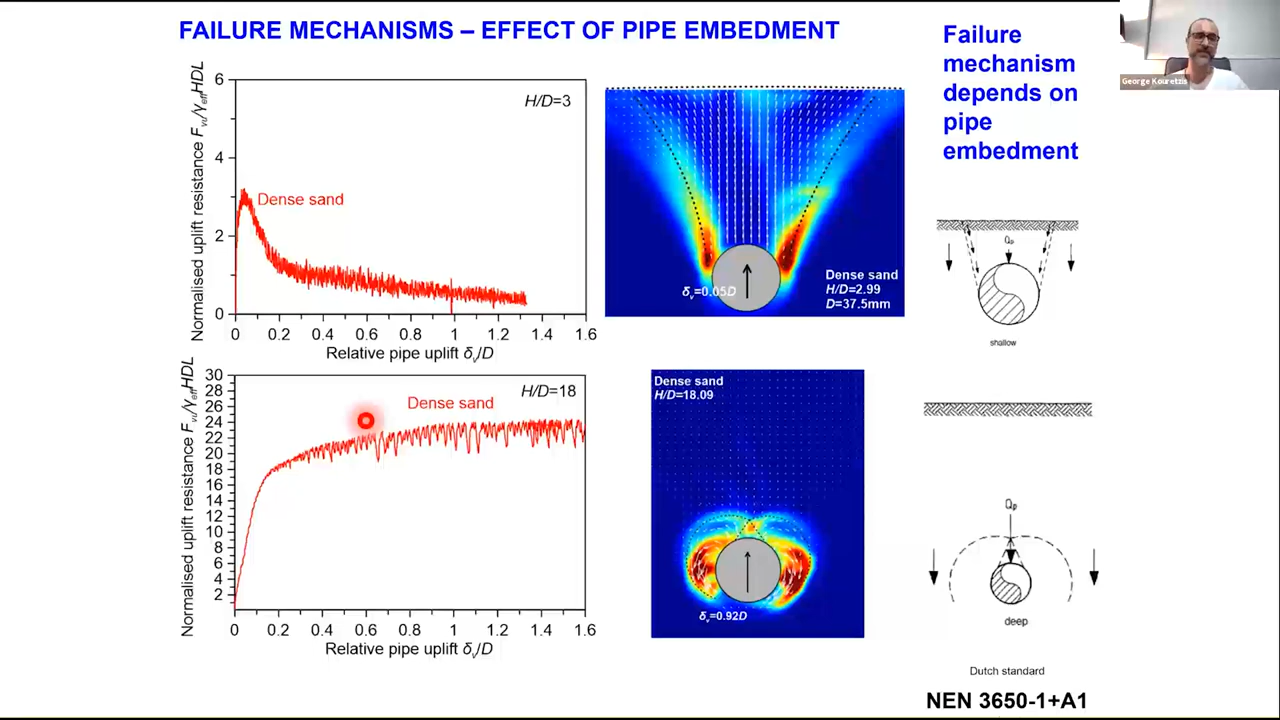 FAILURE MECHANISMS – EFFECT OF PIPE EMBEDMENT
Failure
mechanism
depends on
pipe
embedment
George Kouretzis
Normalised uplift resistance Fvu/γeffHDL
6
4
2
0
H/D=3
Dense sand
0 0.2 0.4 0.6 0.8 1 1.2 1.4 1.6
Relative pipe uplift δv/D
δv=0.05D
Dense sand
H/D=2.99
D=37.5mm
Qp
shallow
Normalised uplift resistance Fvu/γeffHDL
30
28
26
24
22
20
18
16
14
12
10
8
6
4
2
H/D=18
Dense sand
0 0.2 0.4 0.6 0.8 1 1.2 1.4 1.6
Relative pipe uplift δv/D
Dense sand
H/D=18.09
δv=0.92D
Qp
deep
Dutch standard
NEN 3650-1+A1